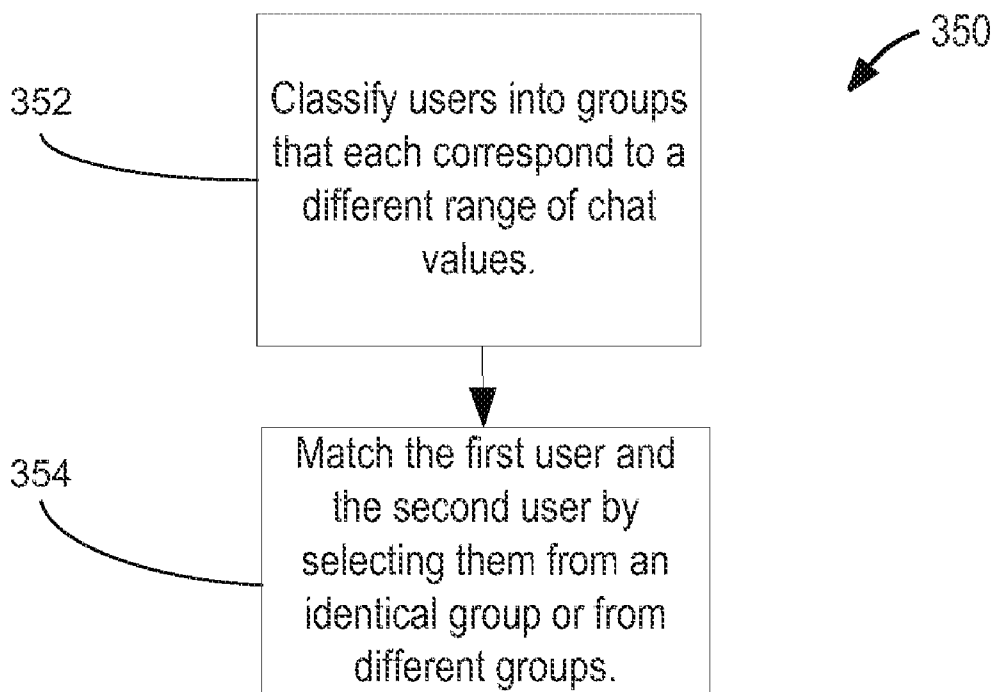 350
352
Classify users into groups
that each correspond to a
different range of chat
values.
354
Match the first user and
the second user by
selecting them from an
identical group or from
different groups.